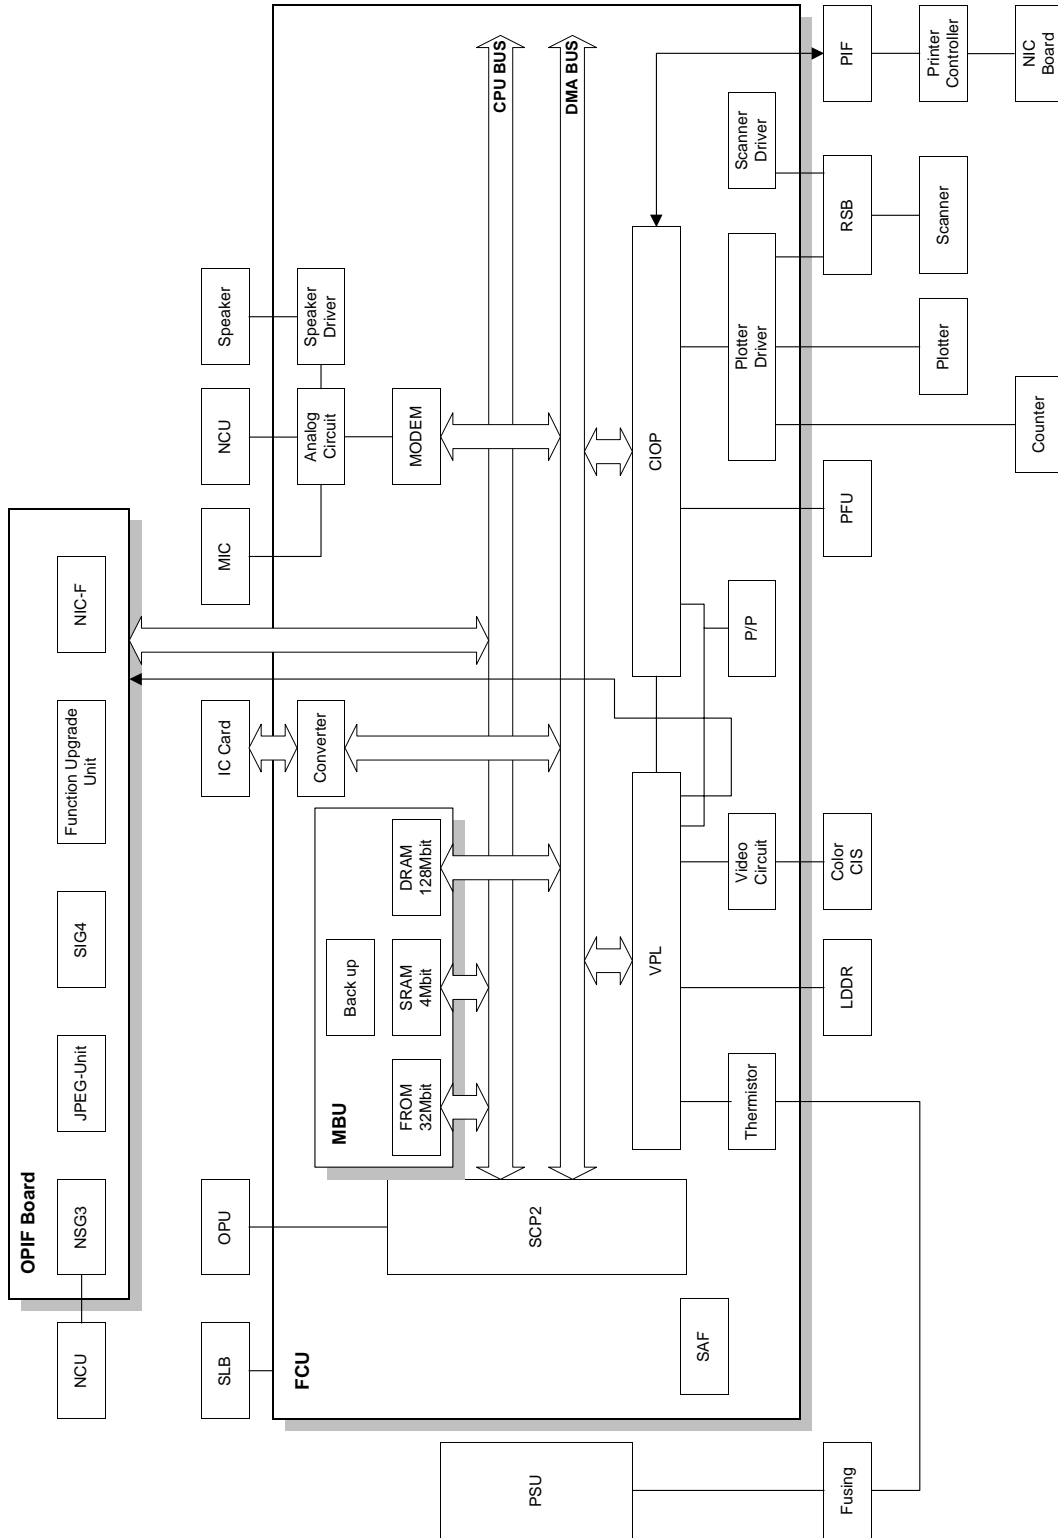 OPIF Board
NSG3
JPEG-Unit
SIG4
Function Upgrade
Unit
NIC-F
NCU
SLB
OPU
IC Card
MIC
NCU
Speaker
FCU
MBU
Back up
FROM
32Mbit
SRAM
4Mbit
DRAM
128Mbit
Converter
Analog
Circuit
Speaker
Driver
MODEM
SCP2
CPU BUS
DMA BUS
VPL
CIOP
SAF
Thermistor
Video
Circuit
P/P
Plotter
Driver
Scanner
Driver
PSU
Fusing
LDDR
Color
CIS
PFU
RSB
PIF
Plotter
Scanner
Printer
Controller
Counter
NIC
Board